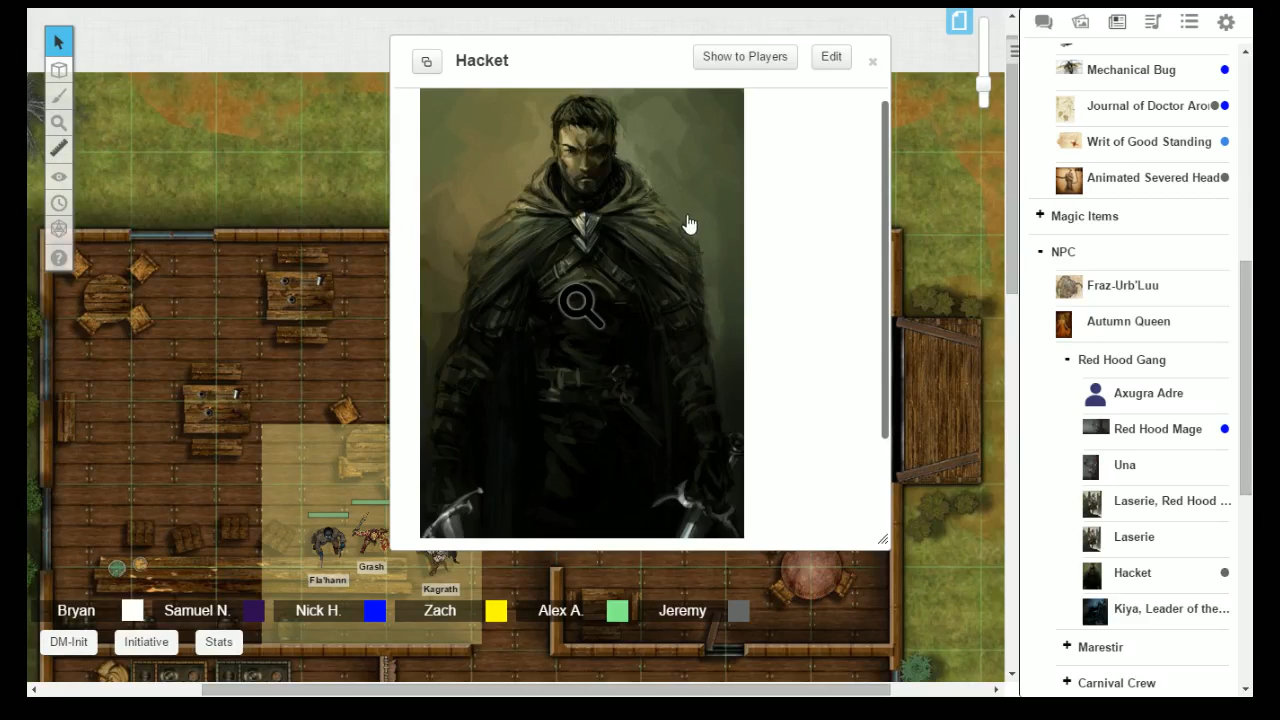 Hacket
Show to Players
Edit
Mechanical Bug
Journal of Doctor Aro
Writ of Good Standing
Animated Severed Head
Magic Items
NPC
Fraz-Urb'Luu
Autumn Queen
Red Hood Gang
Axugra Adre
Red Hood Mage
Una
Laserie, Red Hood ...
Laserie
Hacket
Kiya, Leader of the...
Marestir
Carnival Crew
Fla'hann
Grash
Kagrath
Bryan
Samuel N.
Nick H.
Zach
Alex A.
Jeremy
DM-Init
Initiative
Stats